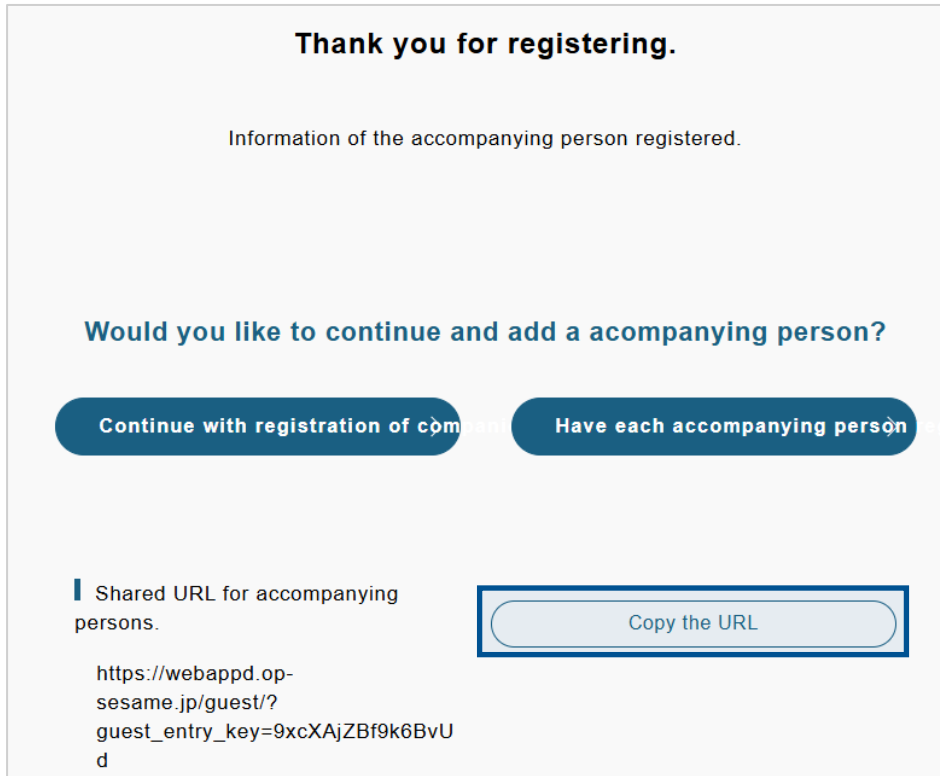 Thank you for registering.
Information of the accompanying person registered.
Would you like to continue and add a acompanying person?
Continue with registration of compani
Have each accompanying person
Shared URL for accompanying
persons.
Copy the URL
https://webappd.op-
sesame.jp/guest/?
guest_entry_key=9xcXAjZBf9k6BvU
d